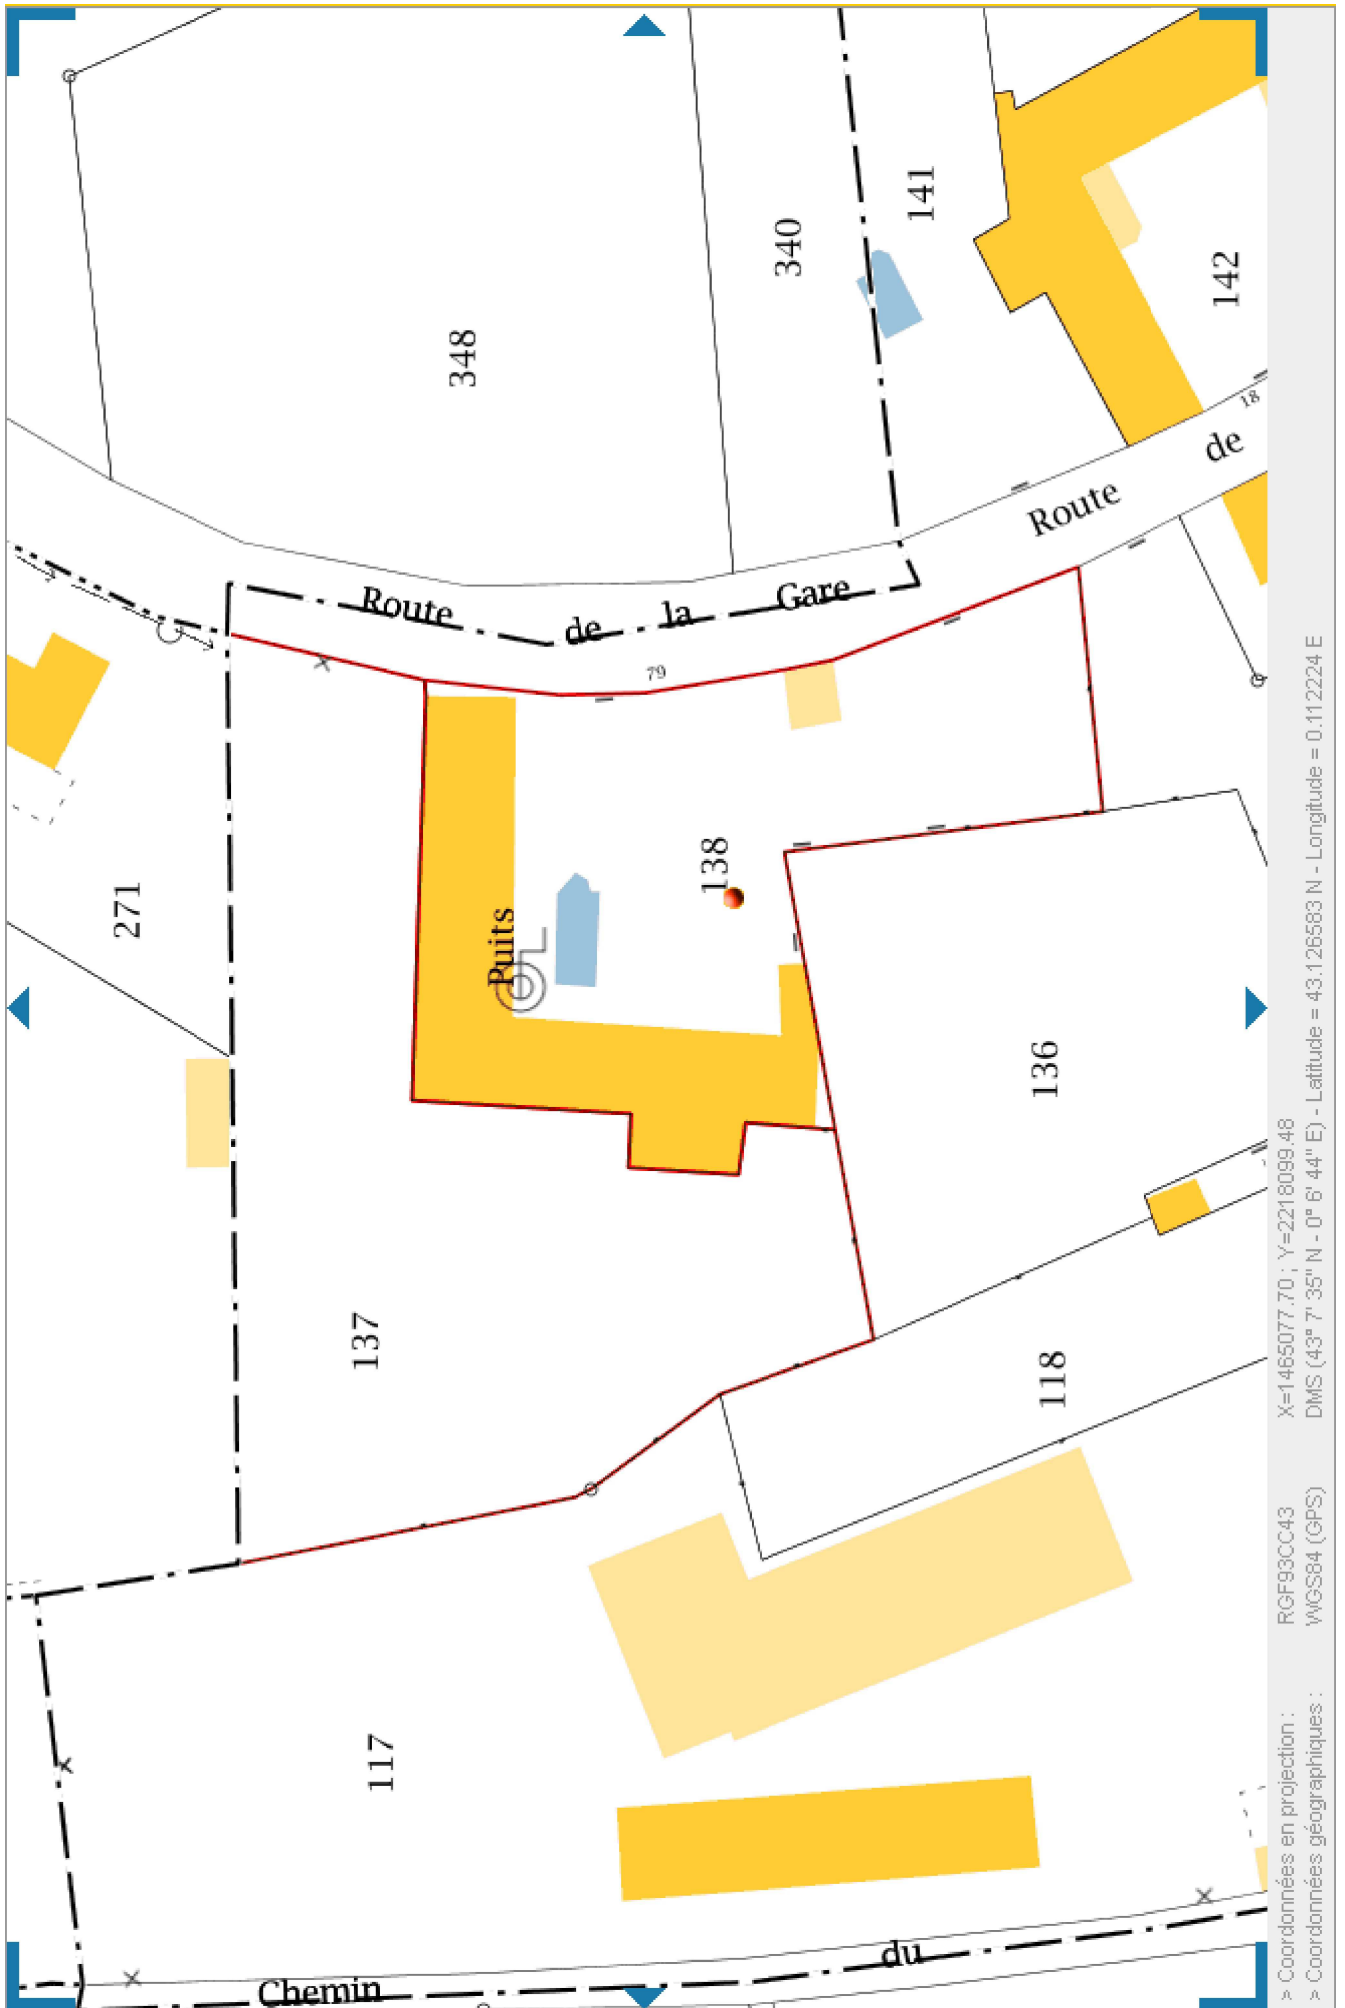 141
340
142
348
18
de
Route
Route
de
la
Gare
79
138
271
Puits
136
137
118
117
du
Chemin
> Coordonnées en projection : RGF93CC43 X=1465077.70 ; Y=2218099.48
> Coordonnées géographiques : WGS84 (GPS) DMS (43° 7' 35" N - 0° 6' 44" E) - Latitude = 43.126583 N - Longitude = 0.112224 E